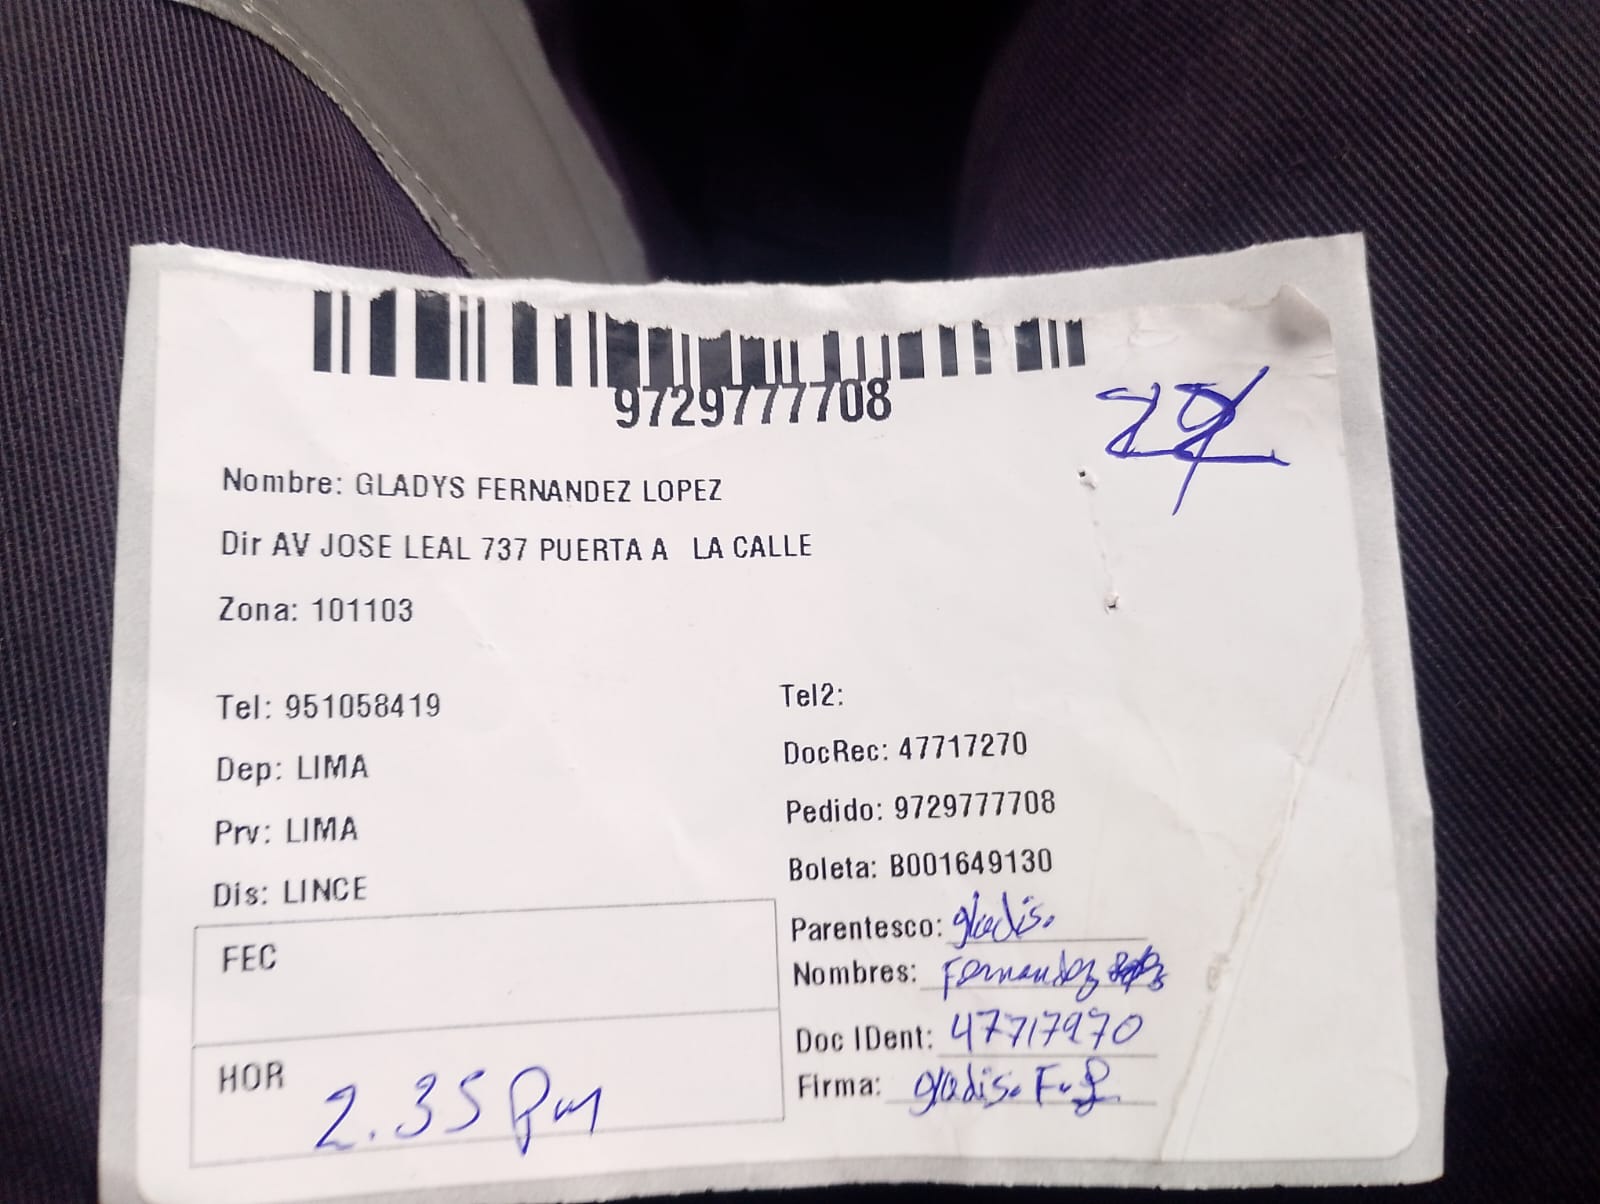 9729777708
22
Nombre: GLADYS FERNANDEZ LOPEZ
Dir AV JOSE LEAL 737 PUERTA A LA CALLE
Zona: 101103
Tel: 951058419
Tel2:
Dep: LIMA
DocRec: 47717270
Prv: LIMA
Pedido: 9729777708
Dis: LINCE
Boleta: B001649130
Parentesco: gladis.
FEC
Nombres: Fernandez
Doc IDent: 47717270
HOR 2.35 Pm
Firma: gladis. F. L.